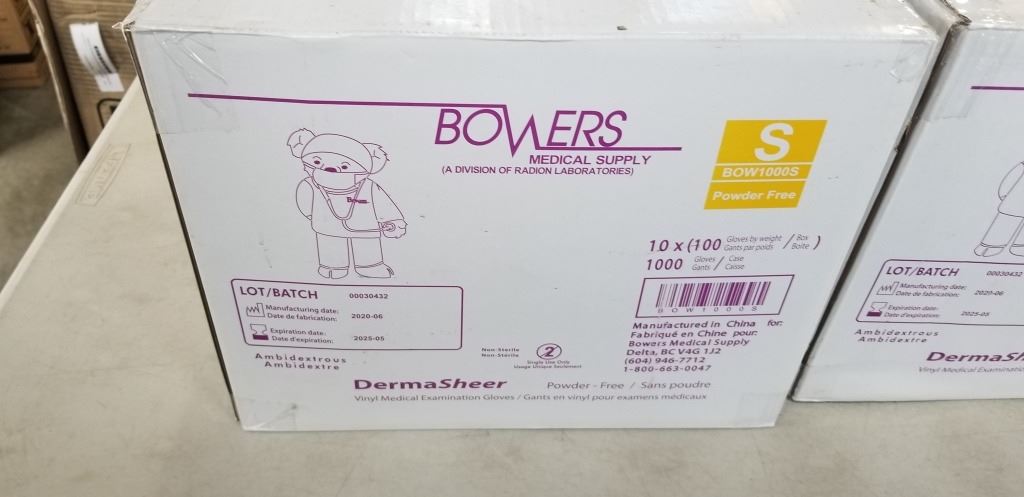 BOWERS
MEDICAL SUPPLY
(A DIVISION OF RADION LABORATORIES)
S
BOW1000S
Powder Free
Bowers
10 x (100 Gloves by weight / Box )
Gants par poids Boite
1000 Gloves / Case
Gants Caisse
BOW1000S
LOT/BATCH 00030432
Manufacturing date:
Date de fabrication: 2020-06
Expiration date:
Date d'expiration: 2025-05
Ambidextrous
Ambidextre
Non-Sterile
Non-Stérile
2
Single Use Only
Usage Unique Seulement
Manufactured in China for:
Fabriqué en Chine pour:
Bowers Medical Supply
Delta, BC V4G 1J2
(604) 946-7712
1-800-663-0047
DermaSheer Powder - Free / Sans poudre
Vinyl Medical Examination Gloves / Gants en vinyl pour examens médicaux
LOT/BATCH 00030432
Manufacturing date:
Date de fabrication: 2020-06
Expiration date:
Date d'expiration: 2025-05
Ambidextrous
Ambidextre
DermaSh
Vinyl Medical Examination